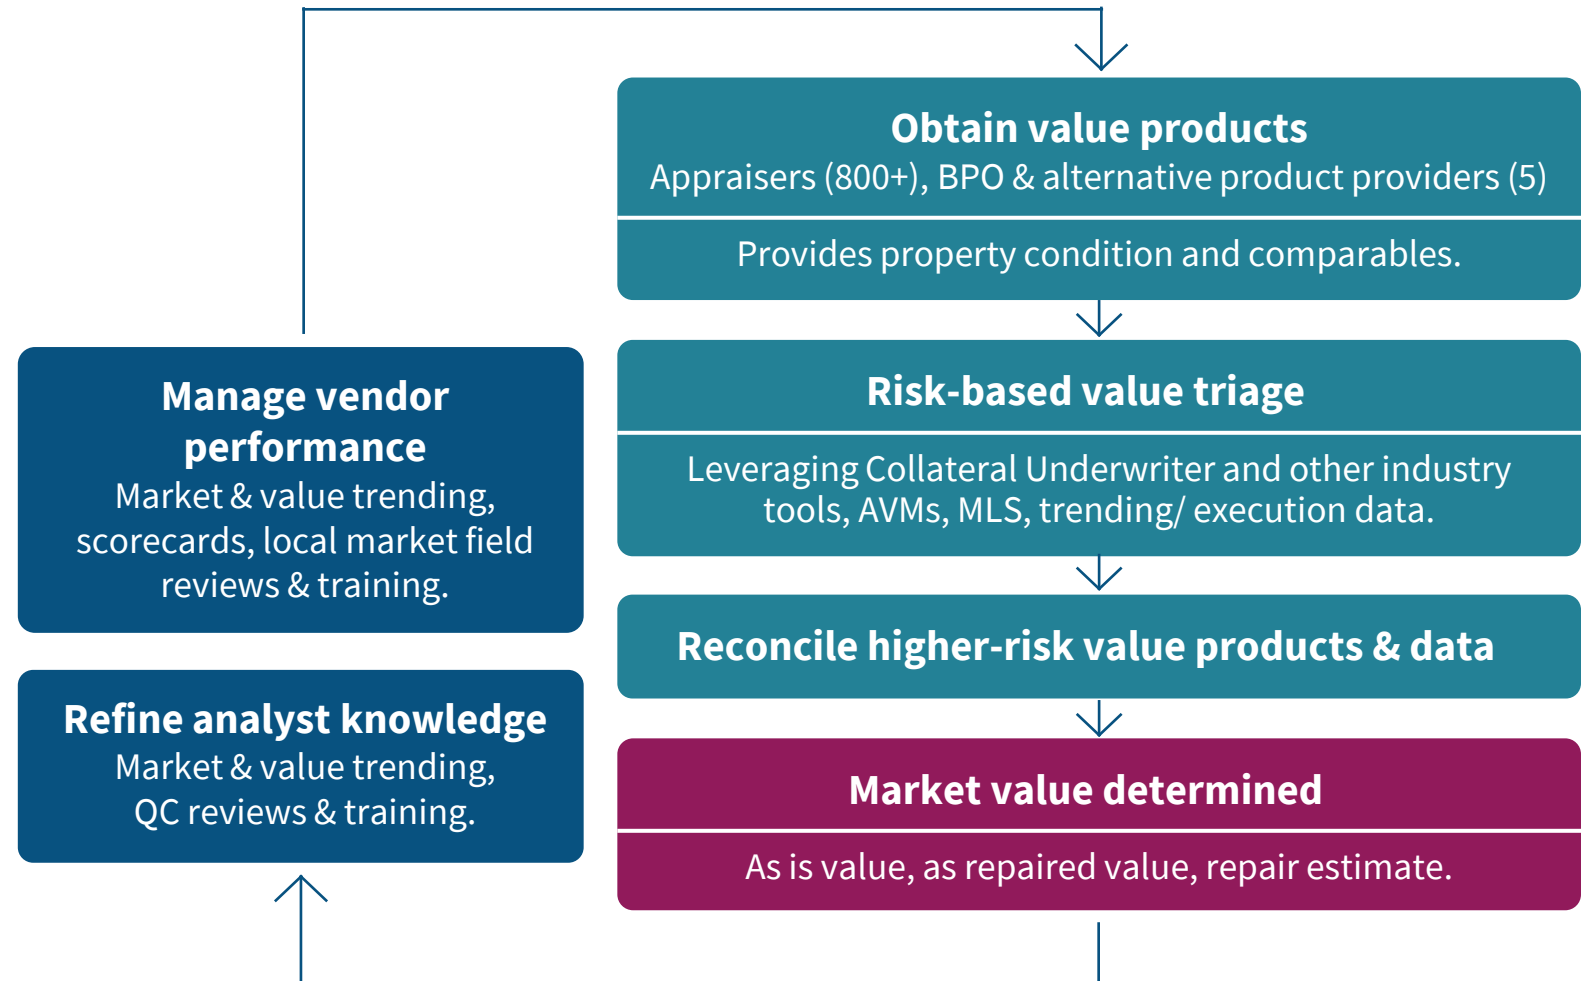 Obtain value products
Appraisers (800+), BPO & alternative product providers (5)
Provides property condition and comparables.
Risk-based value triage
Leveraging Collateral Underwriter and other industry
tools, AVMs, MLS, trending/ execution data.
Reconcile higher-risk value products & data
Market value determined
As is value, as repaired value, repair estimate.
Manage vendor
performance
Market & value trending,
scorecards, local market field
reviews & training.
Refine analyst knowledge
Market & value trending,
QC reviews & training.